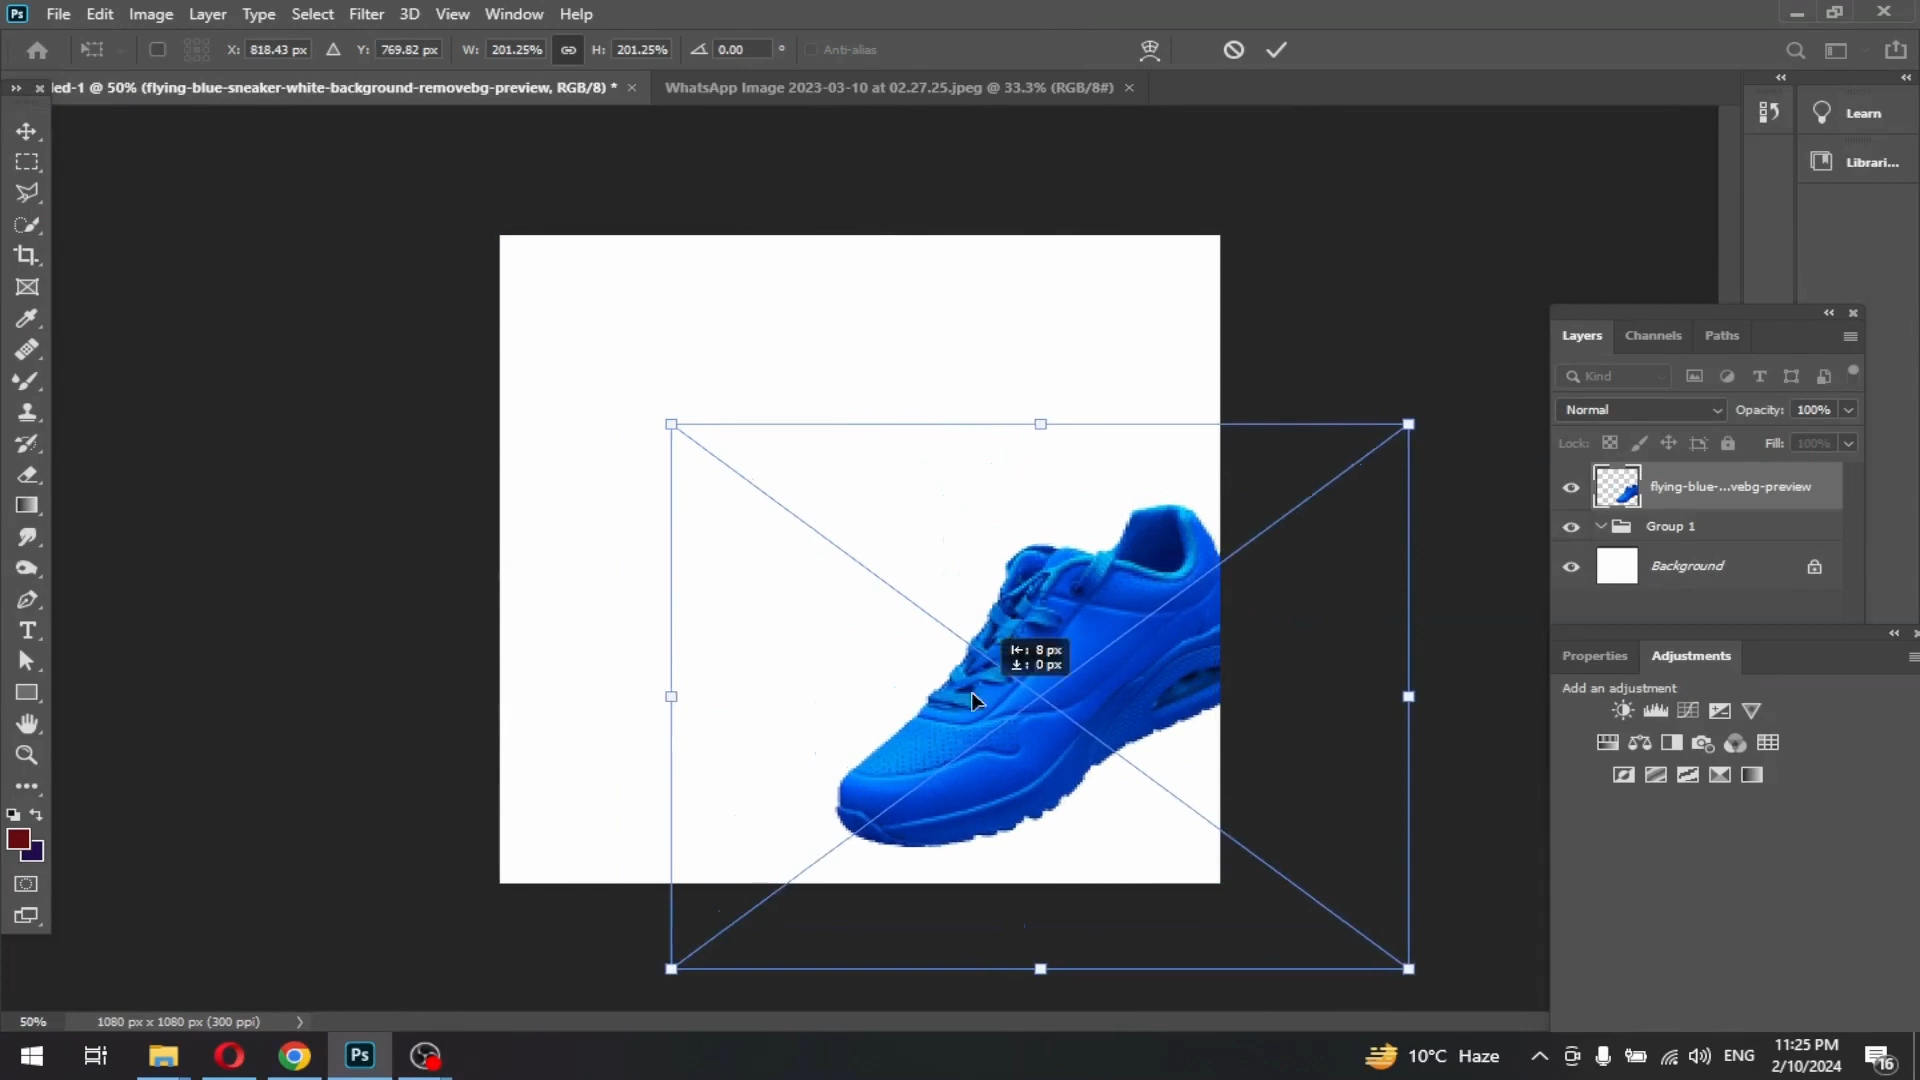 Ps File Edit Image Layer Type Select Filter 3D View Window Help
X: 818.43 px Y: 769.82 px W: 201.25% H: 201.25% 0.00 ° Anti-alias
led-1 @ 50% (flying-blue-sneaker-white-background-removebg-preview, RGB/8) * × WhatsApp Image 2023-03-10 at 02.27.25.jpeg @ 33.3% (RGB/8#) ×
Learn
Librari...
Layers Channels Paths
Kind
Normal Opacity: 100%
Lock: Fill: 100%
flying-blue-...vebg-preview
Group 1
Background
8 px
0 px
Properties Adjustments
Add an adjustment
50% 1080 px x 1080 px (300 ppi)
Ps
10°C Haze ENG 11:25 PM
2/10/2024
16